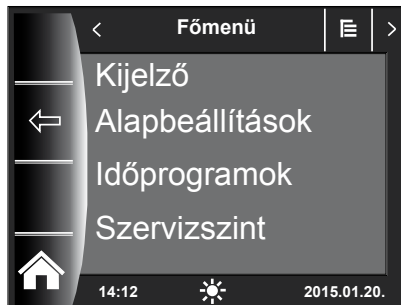 < Főmenü >
Kijelző
Alapbeállítások
Időprogramok
Szervizszint
14:12 2015.01.20.